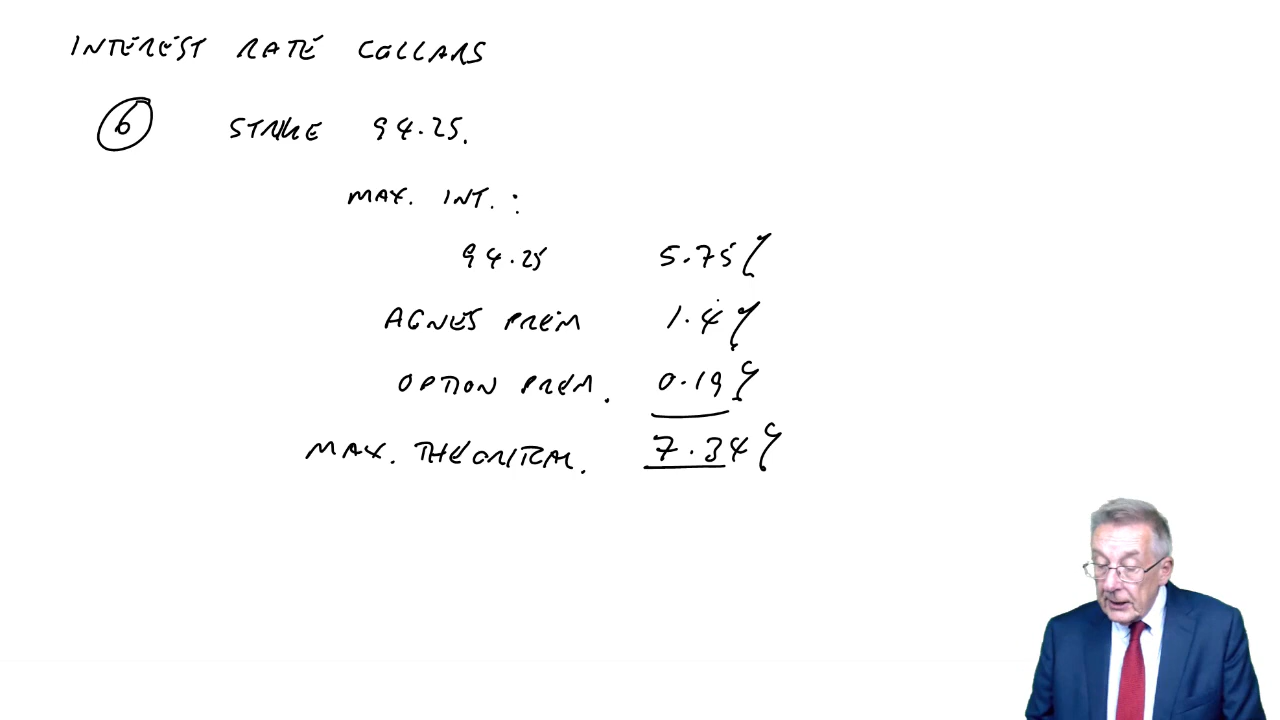 INTEREST RATE COLLARS
6 STRIKE 94.25.
MAX. INT. :
94.25 5.75%
AGNES PREM 1.4%
OPTION PREM. 0.19%
MAX. THEORITCAL. 7.34%